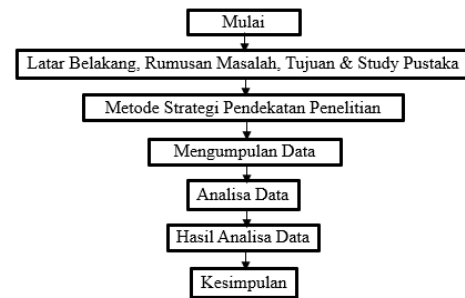 Mulai
Latar Belakang, Rumusan Masalah, Tujuan & Study Pustaka
Metode Strategi Pendekatan Penelitian
Mengumpulan Data
Analisa Data
Hasil Analisa Data
Kesimpulan